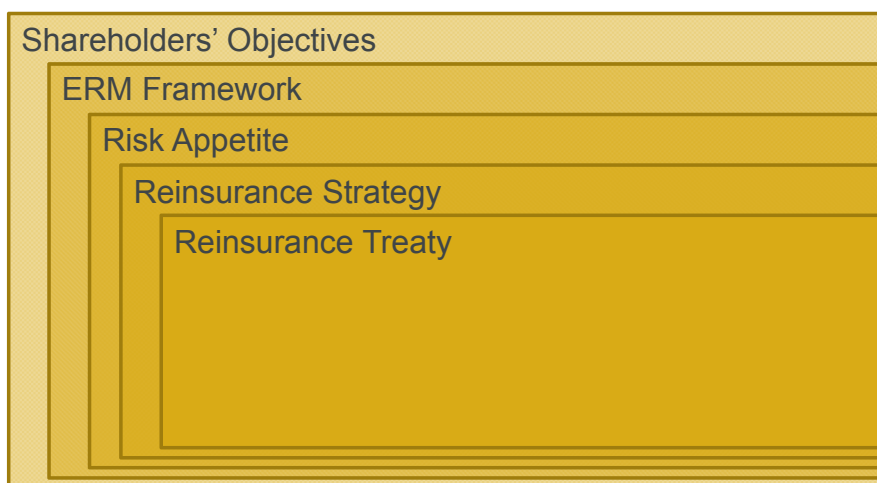 Shareholders’ Objectives
ERM Framework
Risk Appetite
Reinsurance Strategy
Reinsurance Treaty